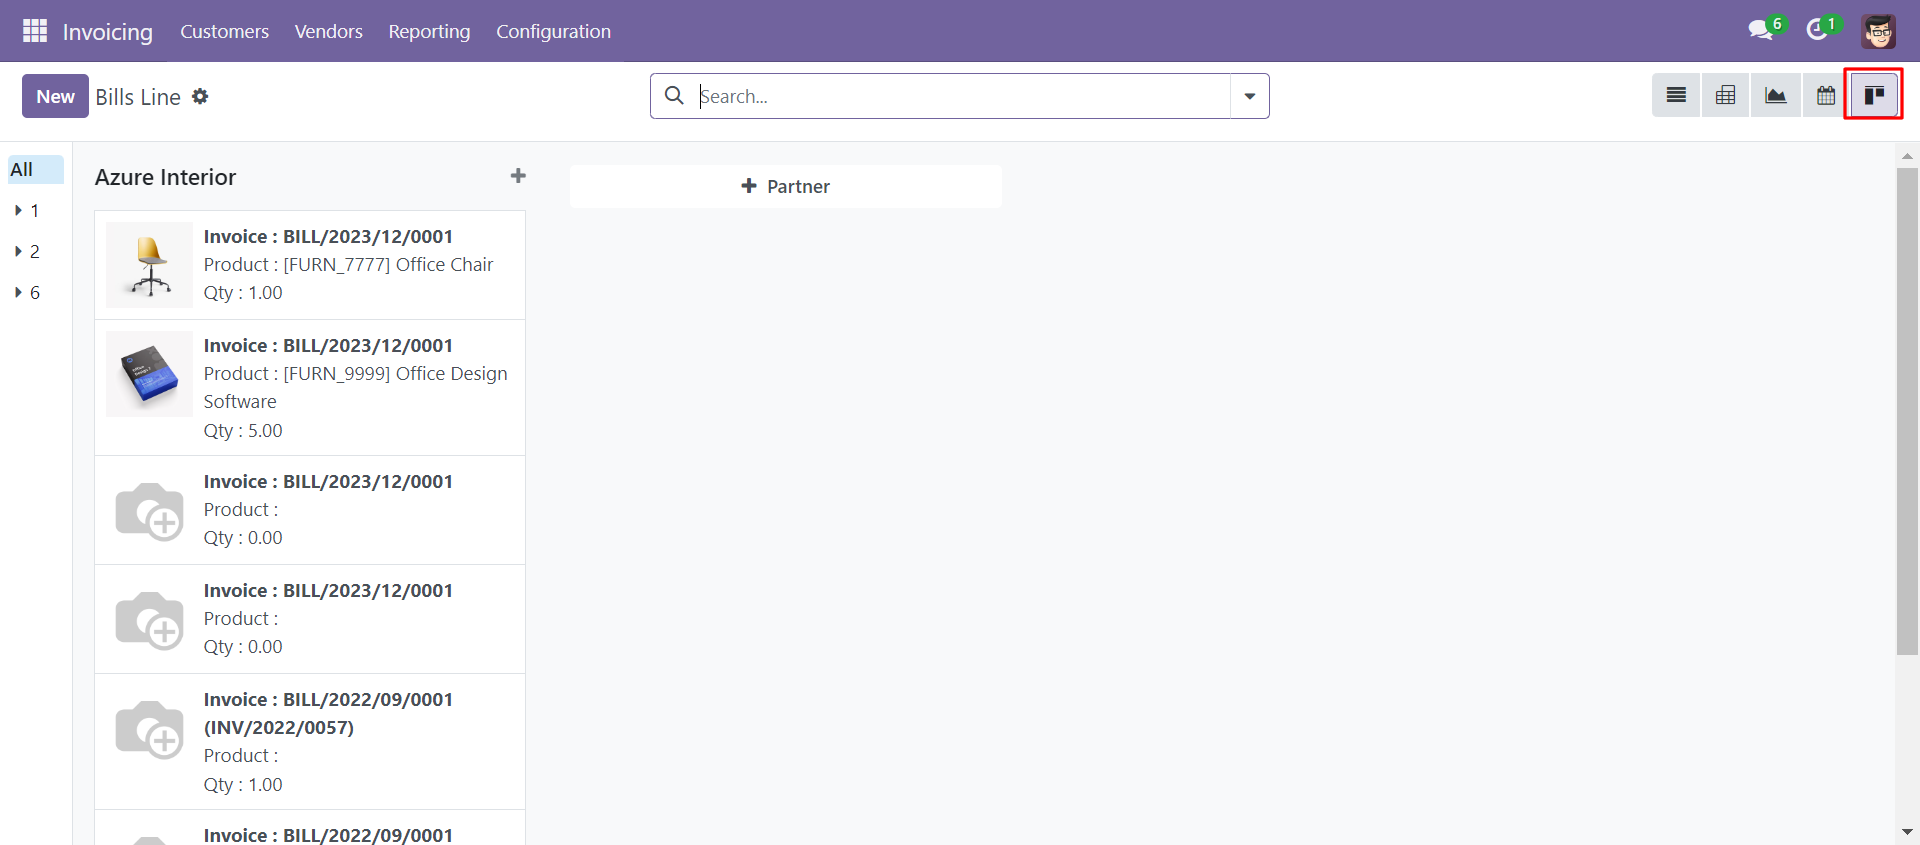 Invoicing Customers Vendors Reporting Configuration 6 1
New Bills Line Search...
All
1
2
6
Azure Interior
Partner
Invoice : BILL/2023/12/0001
Product : [FURN_7777] Office Chair
Qty : 1.00
Invoice : BILL/2023/12/0001
Product : [FURN_9999] Office Design
Software
Qty : 5.00
Invoice : BILL/2023/12/0001
Product :
Qty : 0.00
Invoice : BILL/2023/12/0001
Product :
Qty : 0.00
Invoice : BILL/2022/09/0001
(INV/2022/0057)
Product :
Qty : 1.00
Invoice : BILL/2022/09/0001